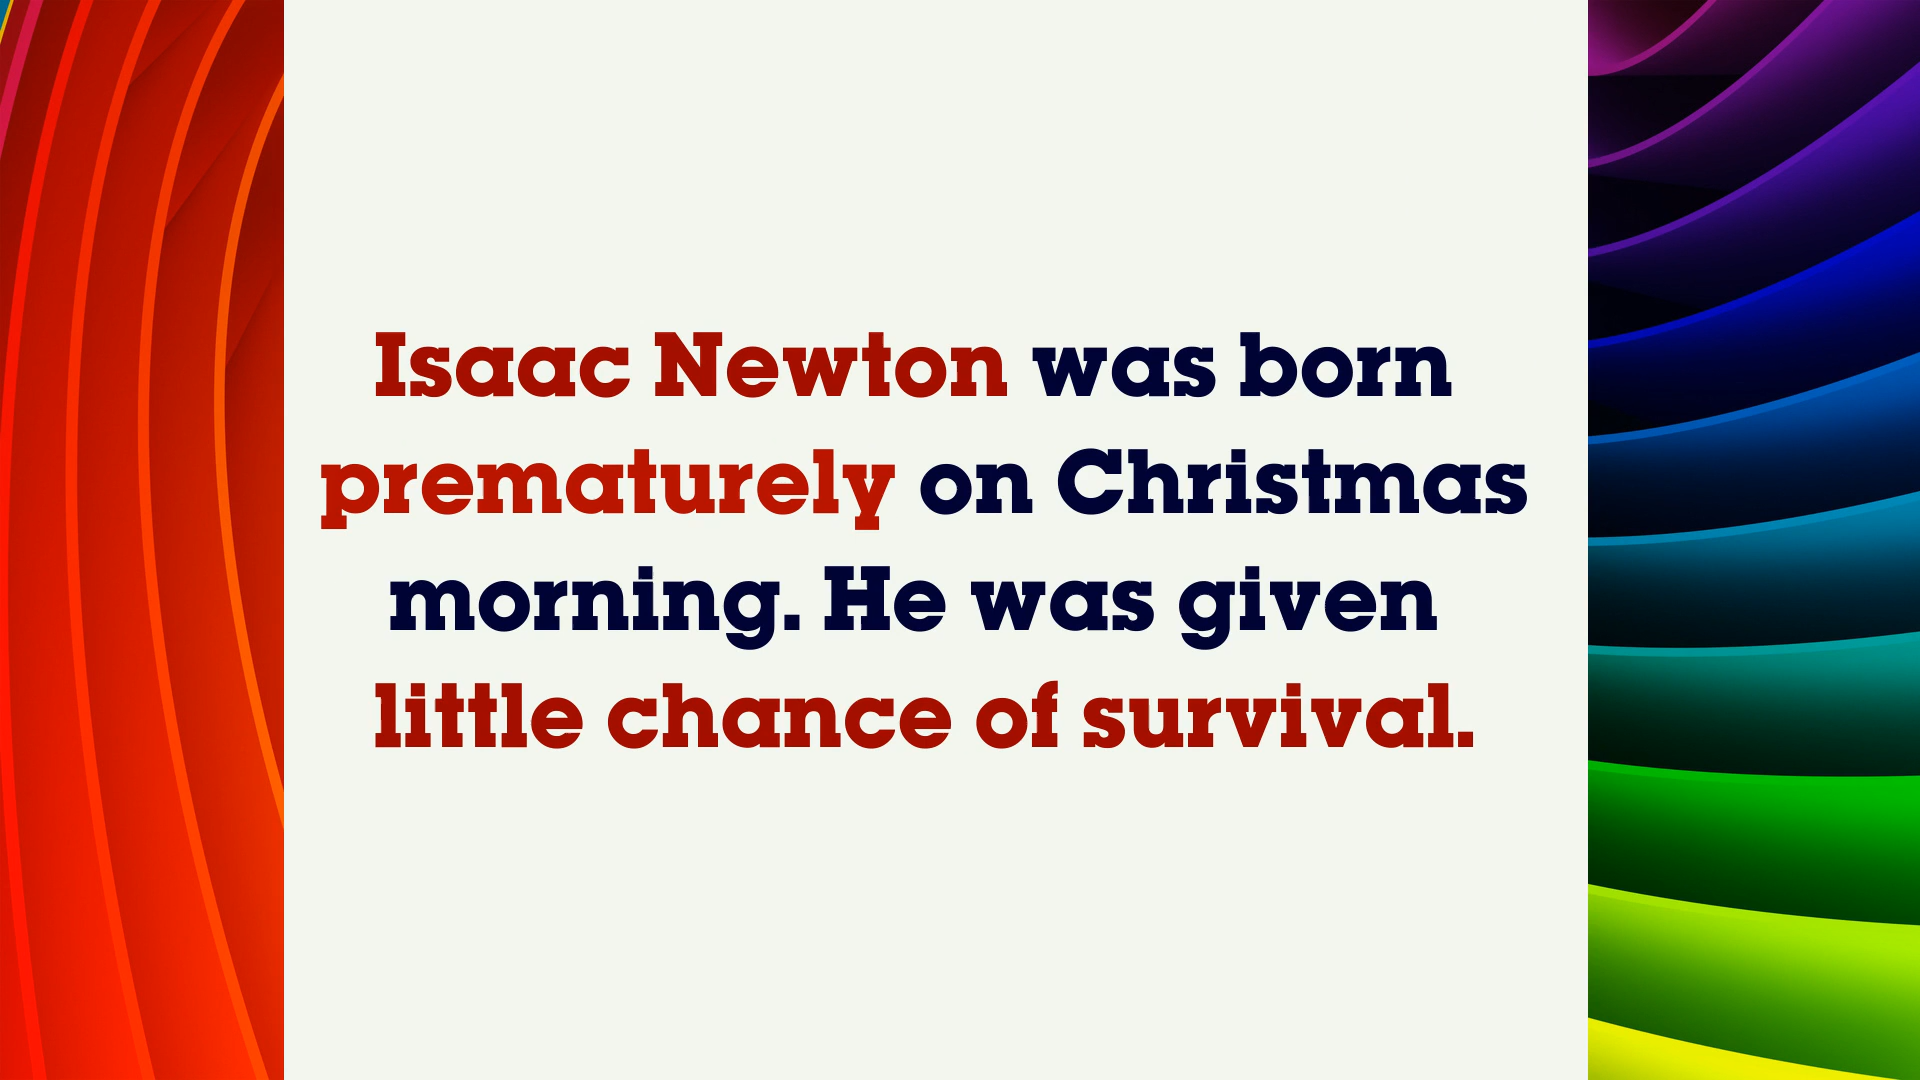 Isaac Newton was born
prematurely on Christmas
morning. He was given
little chance of survival.